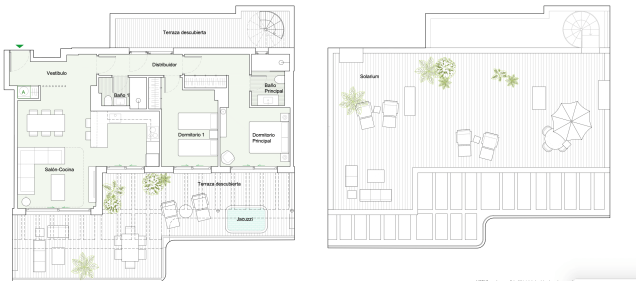 Terraza descubierta
Distribuidor
Vestíbulo
A
Baño 1
Baño
Principal
Dormitorio 1
Dormitorio
Principal
Salón-Cocina
Terraza descubierta
Jacuzzi
Solarium